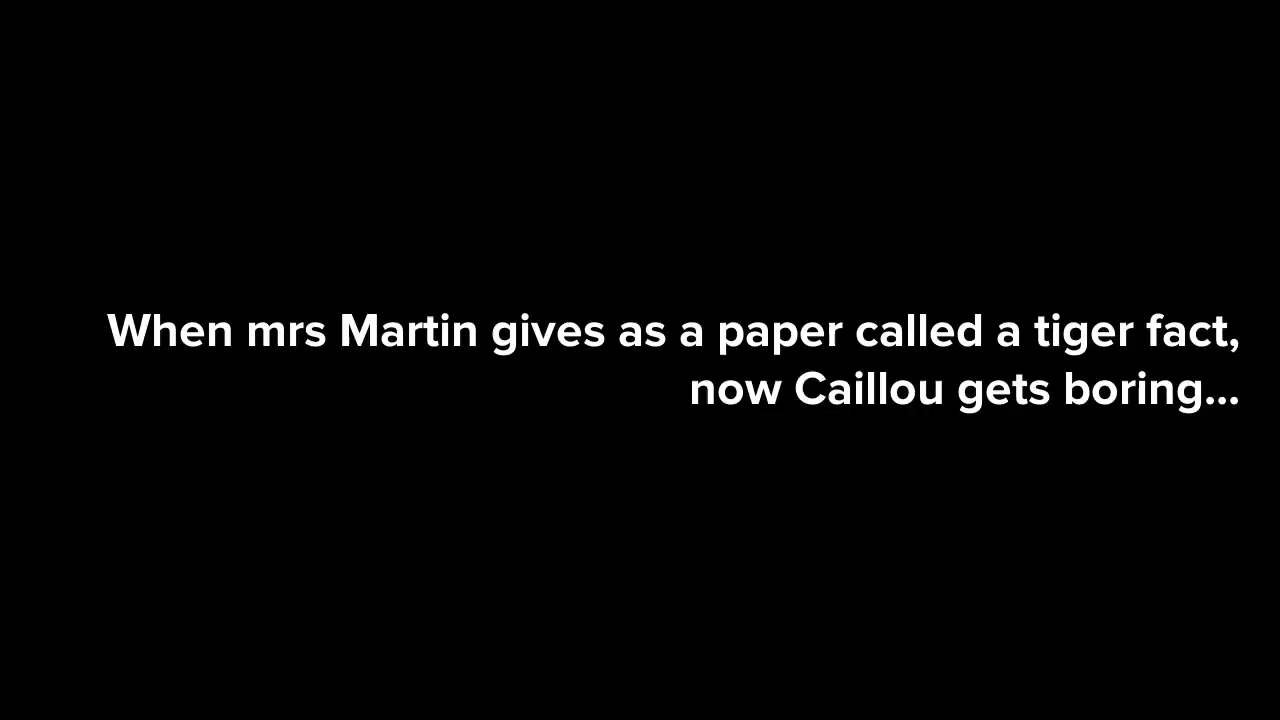 When mrs Martin gives as a paper called a tiger fact,
now Caillou gets boring...